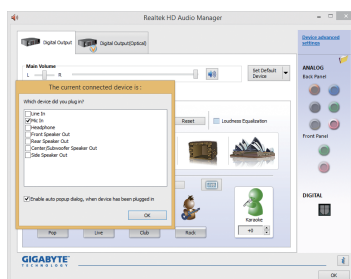 Realtek HD Audio Manager
Digital Output
Digital Output(Optical)
Device advanced
settings
Main Volume
L
R
Set Default
Device
ANALOG
Back Panel
The current connected device is :
Which device did you plug in?
Line In
Mic In
Headphone
Front Speaker Out
Rear Speaker Out
Center/Subwoofer Speaker Out
Side Speaker Out
Enable auto popup dialog, when device has been plugged in
OK
Reset
Loudness Equalization
Front Panel
DIGITAL
Karaoke
+0
Pop
Live
Club
Rock
GIGABYTE
TECHNOLOGY
OK